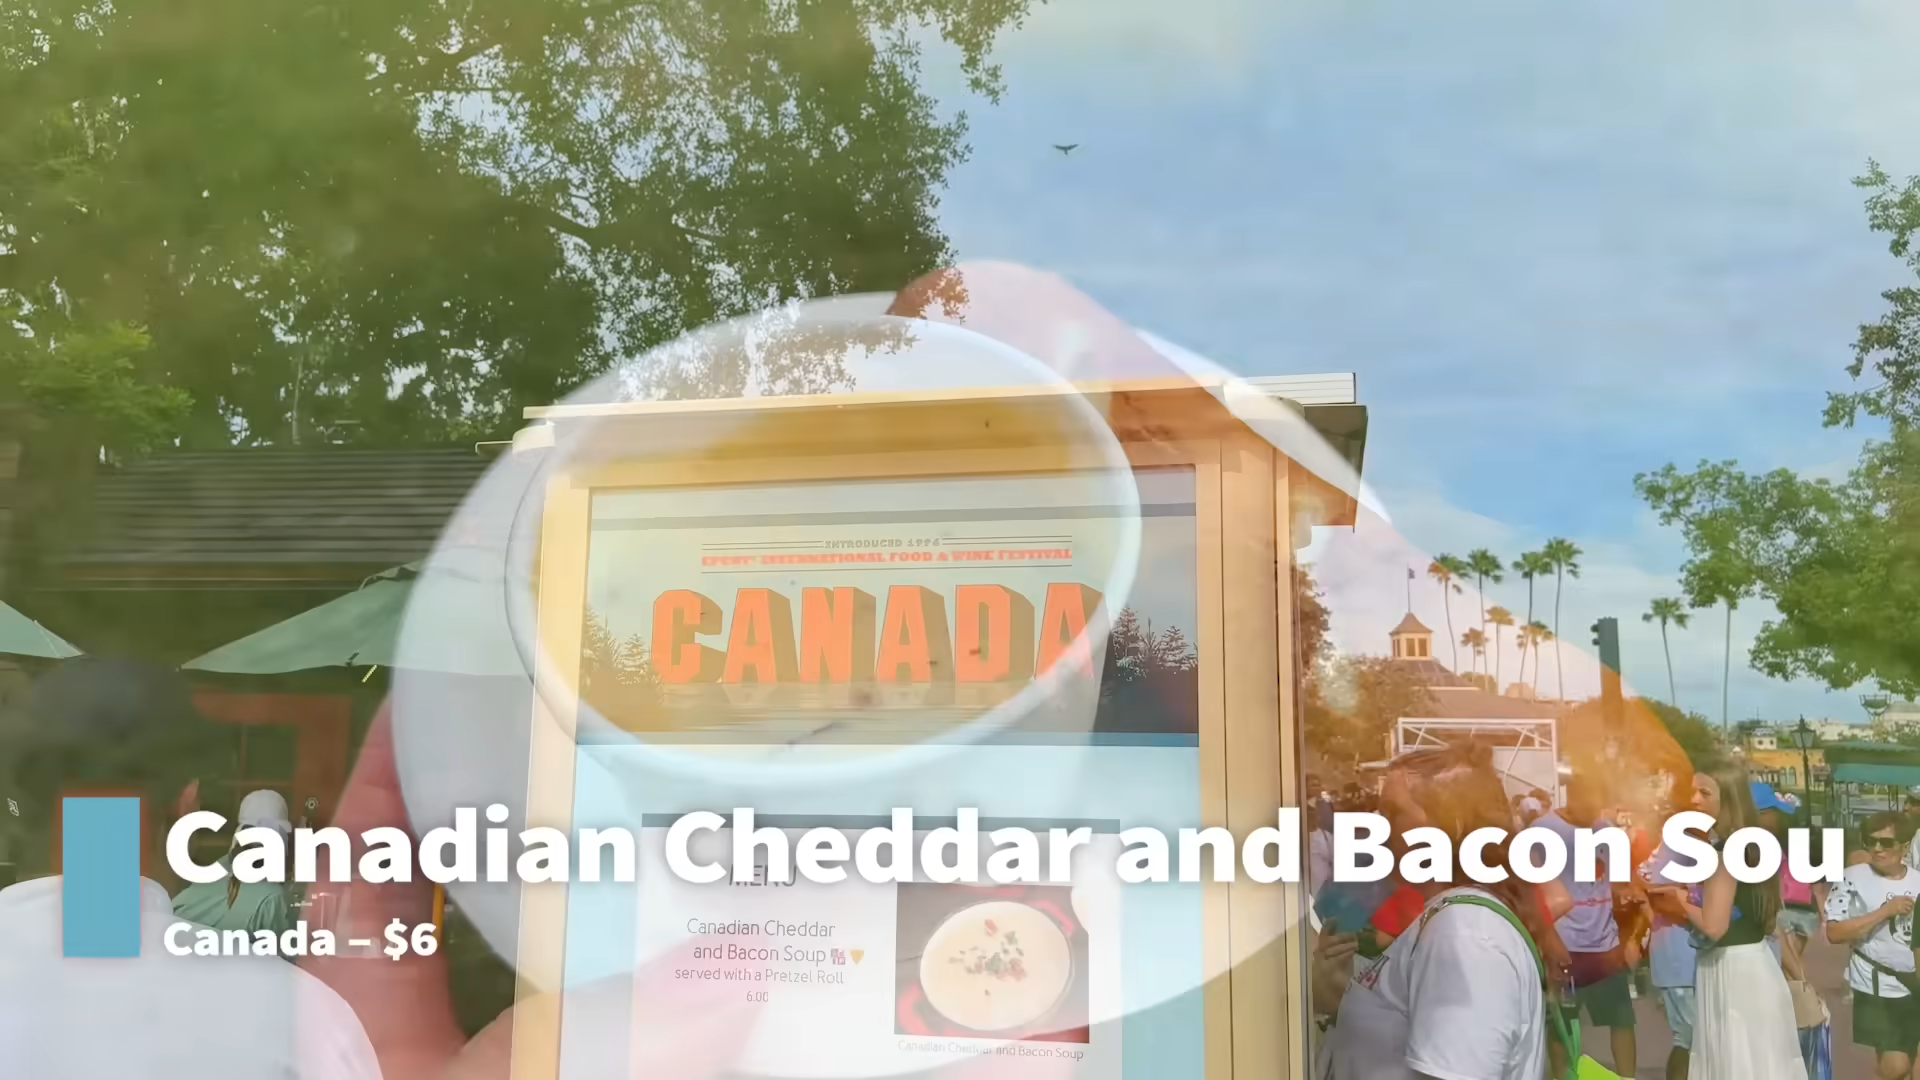 INTRODUCED 1996
EPCOT INTERNATIONAL FOOD & WINE FESTIVAL
CANADA
Canadian Cheddar and Bacon Sou
MENU
Canada – $6
Canadian Cheddar
and Bacon Soup
served with a Pretzel Roll
6.00
Canadian Cheddar and Bacon Soup